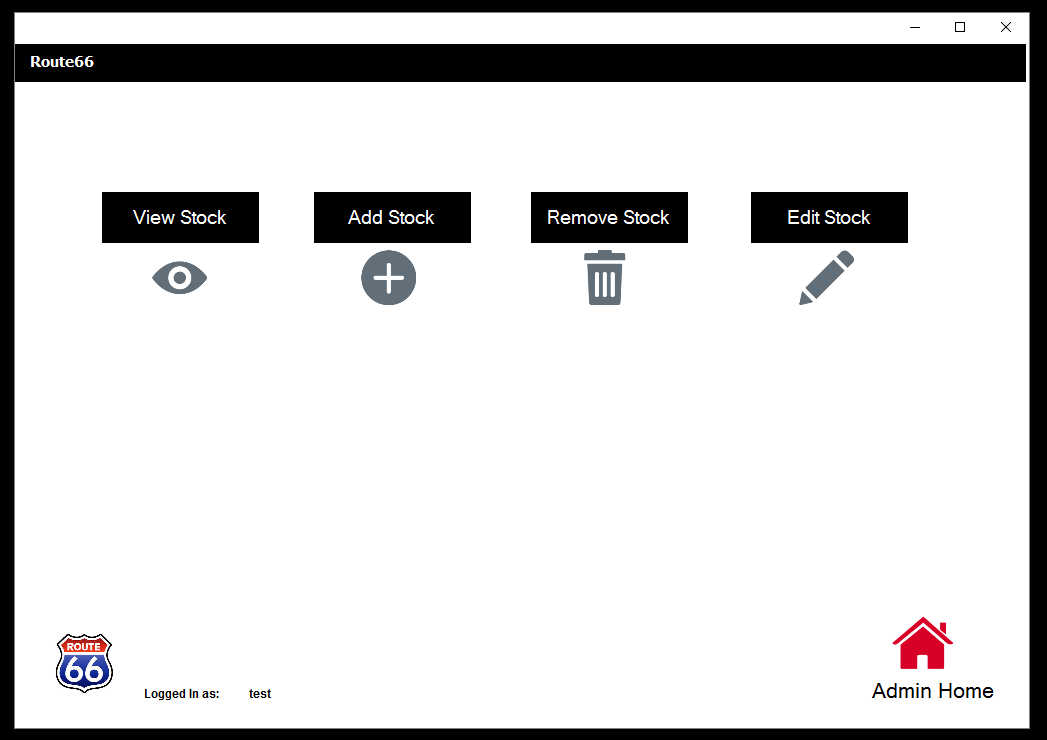 Route66
View Stock
Add Stock
Remove Stock
Edit Stock
ROUTE
66
Logged In as: test
Admin Home